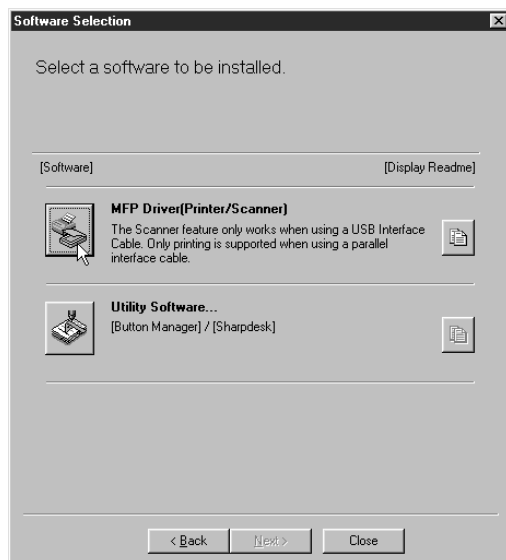 Software Selection
Select a software to be installed.
[Software] [Display Readme]
MFP Driver(Printer/Scanner)
The Scanner feature only works when using a USB Interface
Cable. Only printing is supported when using a parallel
interface cable.
Utility Software...
[Button Manager] / [Sharpdesk]
< Back Next > Close